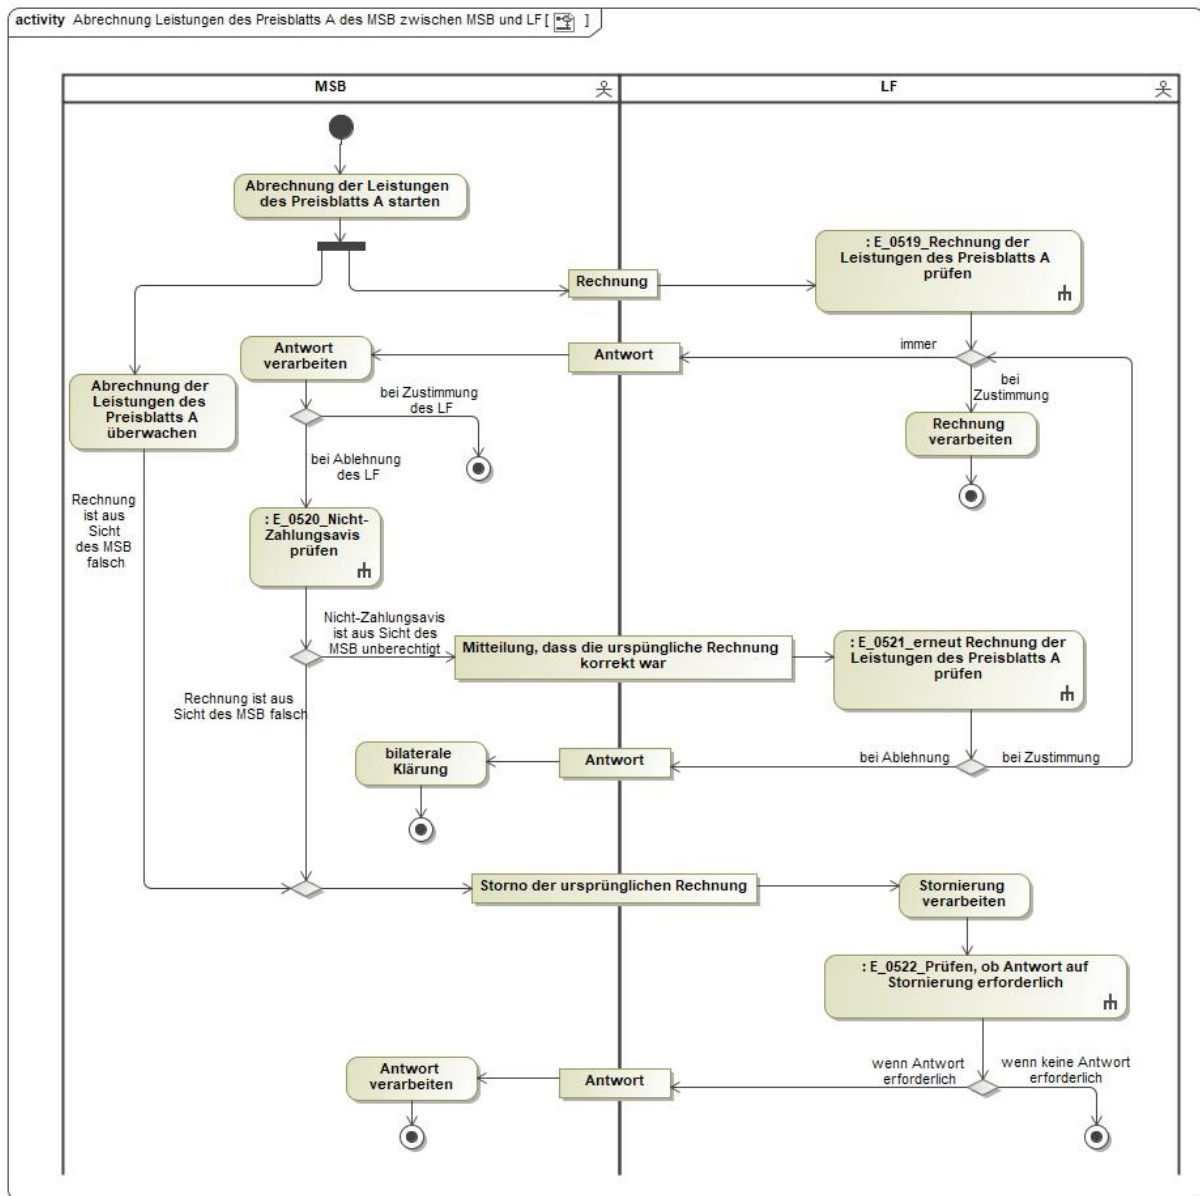 activity Abrechnung Leistungen des Preisblatts A des MSB zwischen MSB und LF[ ]
MSB
LF
Abrechnung der Leistungen
des Preisblatts A starten
: E_0519_Rechnung der
Leistungen des Preisblatts A
prüfen
Rechnung
immer
Antwort
Antwort
verarbeiten
bei
Zustimmung
Abrechnung der
Leistungen des
Preisblatts A
überwachen
bei Zustimmung
des LF
Rechnung
verarbeiten
bei Ablehnung
des LF
Rechnung
ist aus
Sicht
des MSB
falsch
: E_0520_Nicht-
Zahlungsavis
prüfen
Nicht-Zahlungsavis
ist aus Sicht des
MSB unberechtigt
Mitteilung, dass die urspüngliche Rechnung
korrekt war
: E_0521_erneut Rechnung der
Leistungen des Preisblatts A
prüfen
Rechnung ist aus
Sicht des MSB falsch
bilaterale
Klärung
Antwort
bei Ablehnung
bei Zustimmung
Storno der ursprünglichen Rechnung
Stornierung
verarbeiten
: E_0522_Prüfen, ob Antwort auf
Stornierung erforderlich
wenn Antwort
erforderlich
wenn keine Antwort
erforderlich
Antwort
verarbeiten
Antwort